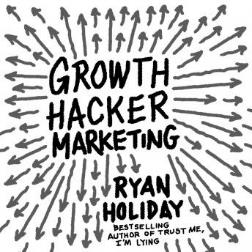 GROWTH
HACKER
MARKETING
RYAN
HOLIDAY
BESTSELLING
AUTHOR OF TRUST ME,
I'M LYING